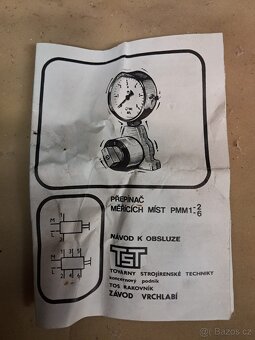 PŘEPÍNAČ
MĚŘICÍCH MÍST PMM1-2/6
NÁVOD K OBSLUZE
TST
TOVÁRNY STROJÍRENSKÉ TECHNIKY
koncernový podnik
TOS RAKOVNÍK
ZÁVOD VRCHLABÍ
© Bazos.cz